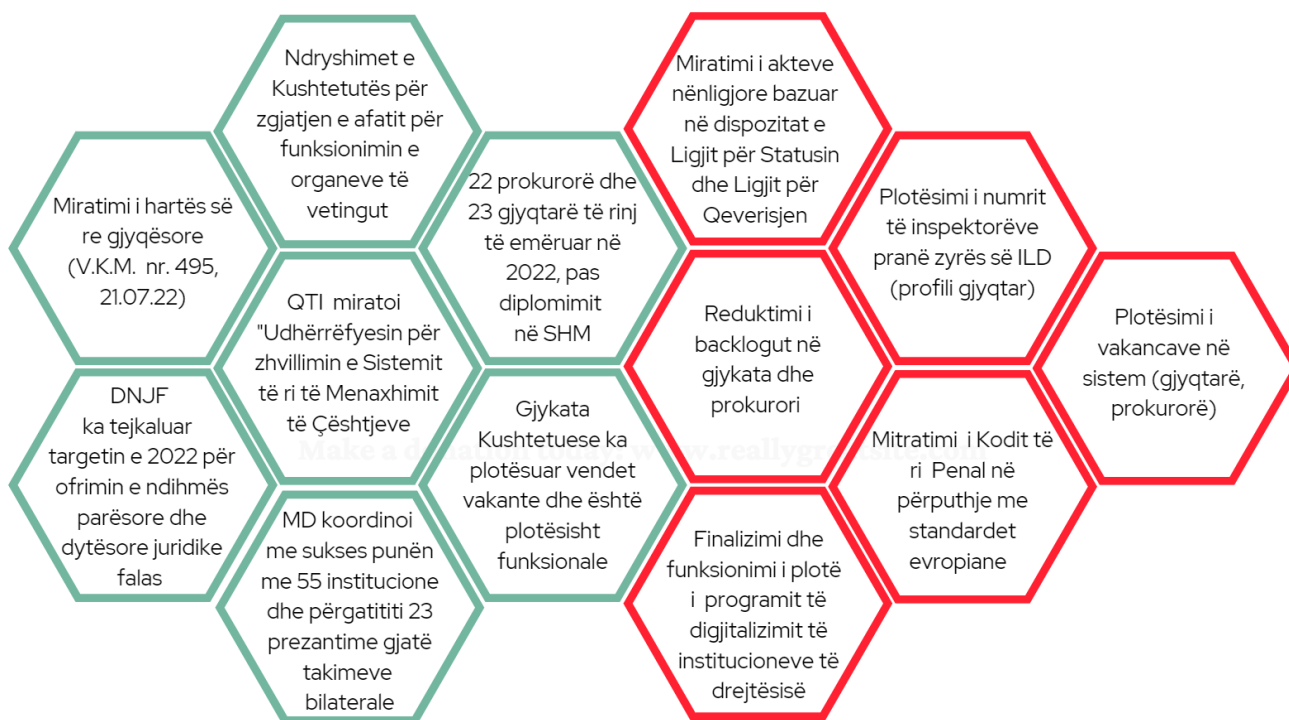 Ndryshimet e
Kushtetutës për
zgjatjen e afatit për
funksionimin e
organeve të
vetingut
Miratimi i hartës së
re gjyqësore
(V.K.M. nr. 495,
21.07.22)
22 prokurorë dhe
23 gjyqtarë të rinj
të emëruar në
2022, pas
diplomimit
në SHM
QTI miratoi
"Udhërrëfyesin për
zhvillimin e Sistemit
të ri të Menaxhimit
të Çështjeve
DNJF
ka tejkaluar
targetin e 2022 për
ofrimin e ndihmës
parësore dhe
dytësore juridike
falas
Gjykata
Kushtetuese ka
plotësuar vendet
vakante dhe është
plotësisht
funksionale
MD koordinoi
me sukses punën
me 55 institucione
dhe përgatititi 23
prezantime gjatë
takimeve
bilaterale
Miratimi i akteve
nënligjore bazuar
në dispozitat e
Ligjit për Statusin
dhe Ligjit për
Qeverisjen
Plotësimi i numrit
të inspektorëve
pranë zyrës së ILD
(profili gjyqtar)
Reduktimi i
backlogut në
gjykata dhe
prokurori
Plotësimi i
vakancave në
sistem (gjyqtarë,
prokurorë)
Mitratimi i Kodit të
ri Penal në
përputhje me
standardet
evropiane
Finalizimi dhe
funksionimi i plotë
i programit të
digjitalizimit të
institucioneve të
drejtësisë
Make a donation today: www.reallygreatsite.com